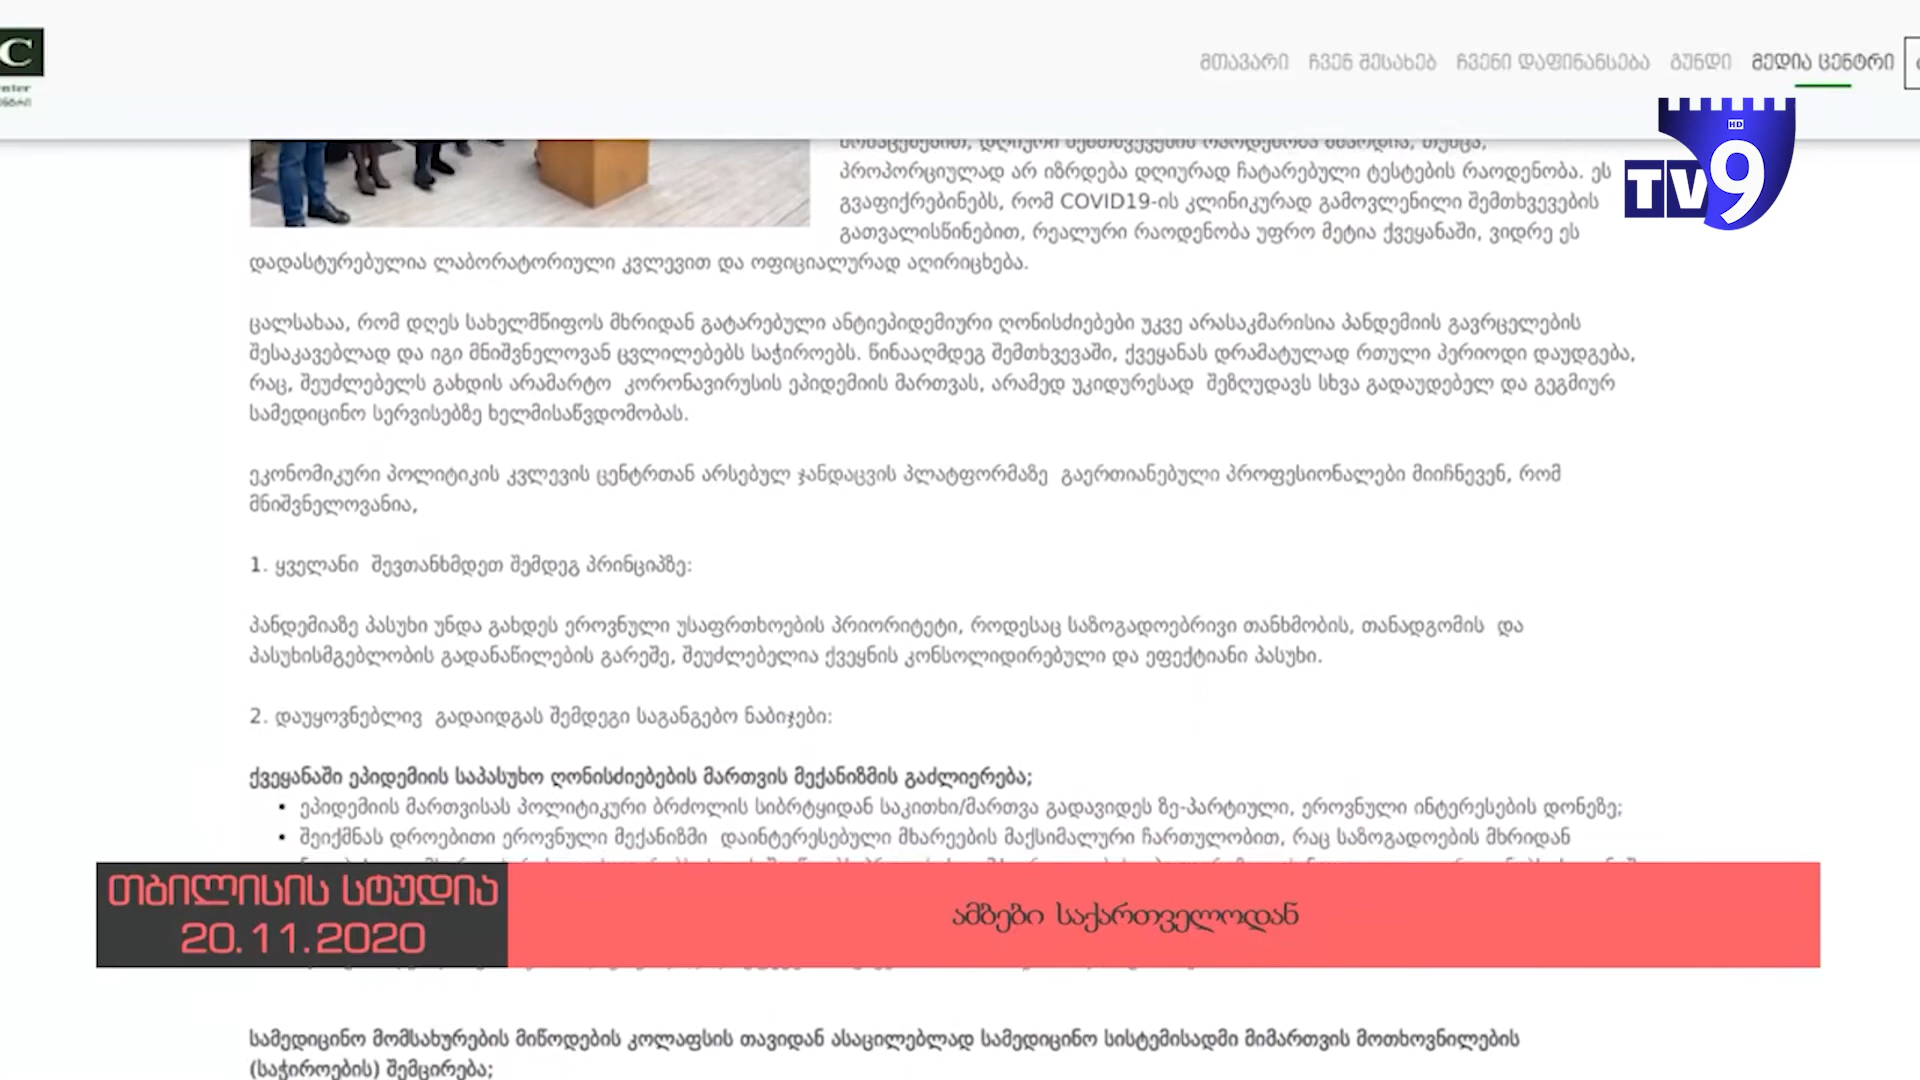 C
მთავარი ჩვენ შესახებ ჩვენი დაფინანსება გუნდი მედია ცენტრი
HD
TV9
პროპორციულად არ იზრდება დღიურად ჩატარებული ტესტების რაოდენობა. ეს
გვაფიქრებინებს, რომ COVID19-ის კლინიკურად გამოვლენილი შემთხვევების
გათვალისწინებით, რეალური რაოდენობა უფრო მეტია ქვეყანაში, ვიდრე ეს
დადასტურებულია ლაბორატორიული კვლევით და ოფიციალურად აღირიცხება.
ცალსახაა, რომ დღეს სახელმწიფოს მხრიდან გატარებული ანტიეპიდემიური ღონისძიებები უკვე არასაკმარისია პანდემიის გავრცელების
შესაკავებლად და იგი მნიშვნელოვან ცვლილებებს საჭიროებს. წინააღმდეგ შემთხვევაში, ქვეყანას დრამატულად რთული პერიოდი დაუდგება,
რაც, შეუძლებელს გახდის არამარტო კორონავირუსის ეპიდემიის მართვას, არამედ უკიდურესად შეზღუდავს სხვა გადაუდებელ და გეგმიურ
სამედიცინო სერვისებზე ხელმისაწვდომობას.
ეკონომიკური პოლიტიკის კვლევის ცენტრთან არსებულ ჯანდაცვის პლატფორმაზე გაერთიანებული პროფესიონალები მიიჩნევენ, რომ
მნიშვნელოვანია,
1. ყველანი შევთანხმდეთ შემდეგ პრინციპზე:
პანდემიაზე პასუხი უნდა გახდეს ეროვნული უსაფრთხოების პრიორიტეტი, როდესაც საზოგადოებრივი თანხმობის, თანადგომის და
პასუხისმგებლობის გადანაწილების გარეშე, შეუძლებელია ქვეყნის კონსოლიდირებული და ეფექტიანი პასუხი.
2. დაუყოვნებლივ გადაიდგას შემდეგი საგანგებო ნაბიჯები:
ქვეყანაში ეპიდემიის საპასუხო ღონისძიებების მართვის მექანიზმის გაძლიერება;
• ეპიდემიის მართვისას პოლიტიკური ბრძოლის სიბრტყიდან საკითხი/მართვა გადავიდეს ზე-პარტიული, ეროვნული ინტერესების დონეზე;
• შეიქმნას დროებითი ეროვნული მექანიზმი დაინტერესებული მხარეების მაქსიმალური ჩართულობით, რაც საზოგადოების მხრიდან
თბილისის სტუდია
20.11.2020
ამბები საქართველოდან
სამედიცინო მომსახურების მიწოდების კოლაფსის თავიდან ასაცილებლად სამედიცინო სისტემისადმი მიმართვის მოთხოვნილების
(საჭიროების) შემცირება;